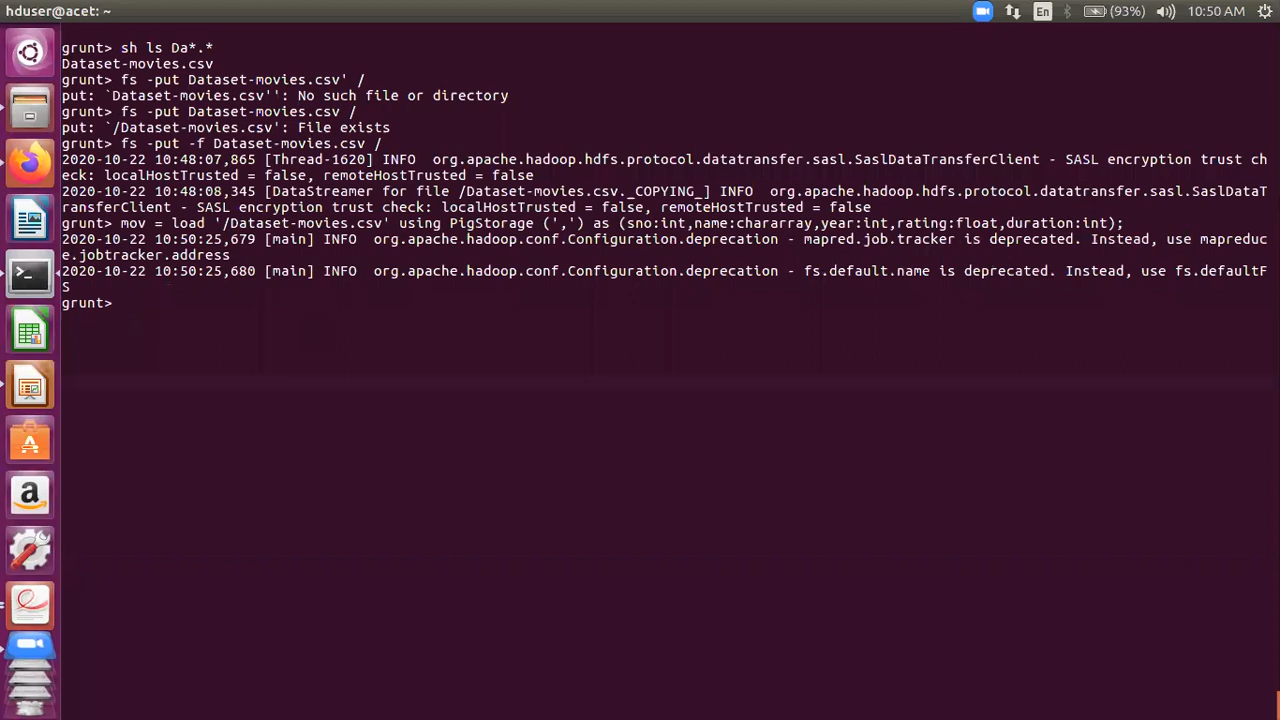 hduser@acet: ~
En
(93%)
10:50 AM
grunt> sh ls Da*.*
Dataset-movies.csv
grunt> fs -put Dataset-movies.csv' /
put: `Dataset-movies.csv'': No such file or directory
grunt> fs -put Dataset-movies.csv /
put: `/Dataset-movies.csv': File exists
grunt> fs -put -f Dataset-movies.csv /
2020-10-22 10:48:07,865 [Thread-1620] INFO  org.apache.hadoop.hdfs.protocol.datatransfer.sasl.SaslDataTransferClient - SASL encryption trust ch
eck: localHostTrusted = false, remoteHostTrusted = false
2020-10-22 10:48:08,345 [DataStreamer for file /Dataset-movies.csv._COPYING_] INFO  org.apache.hadoop.hdfs.protocol.datatransfer.sasl.SaslDataT
ransferClient - SASL encryption trust check: localHostTrusted = false, remoteHostTrusted = false
grunt> mov = load '/Dataset-movies.csv' using PigStorage (',') as (sno:int,name:chararray,year:int,rating:float,duration:int);
2020-10-22 10:50:25,679 [main] INFO  org.apache.hadoop.conf.Configuration.deprecation - mapred.job.tracker is deprecated. Instead, use mapreduc
e.jobtracker.address
2020-10-22 10:50:25,680 [main] INFO  org.apache.hadoop.conf.Configuration.deprecation - fs.default.name is deprecated. Instead, use fs.defaultF
S
grunt>